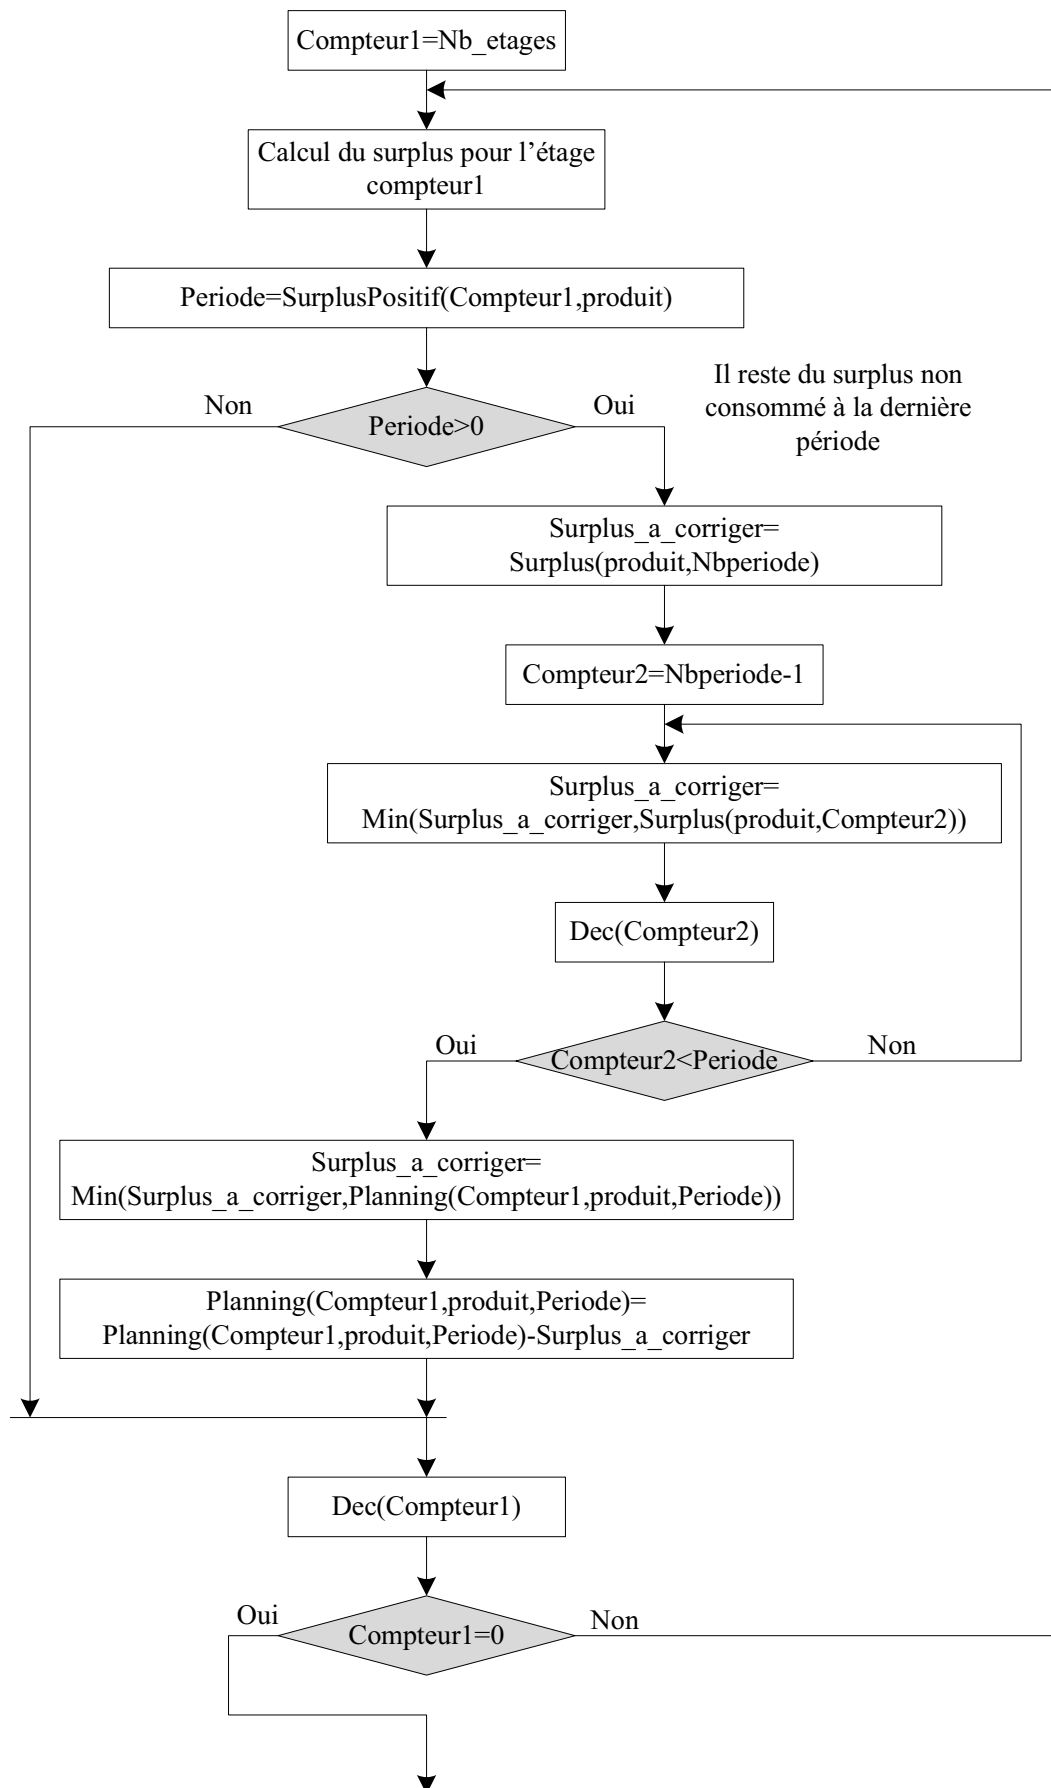 Compteur1=Nb_etages
Calcul du surplus pour l’étage
compteur1
Periode=SurplusPositif(Compteur1,produit)
Il reste du surplus non
consommé à la dernière
période
Non
Periode>0
Oui
Surplus_a_corriger=
Surplus(produit,Nbperiode)
Compteur2=Nbperiode-1
Surplus_a_corriger=
Min(Surplus_a_corriger,Surplus(produit,Compteur2))
Dec(Compteur2)
Oui
Compteur2<Periode
Non
Surplus_a_corriger=
Min(Surplus_a_corriger,Planning(Compteur1,produit,Periode))
Planning(Compteur1,produit,Periode)=
Planning(Compteur1,produit,Periode)-Surplus_a_corriger
Dec(Compteur1)
Oui
Compteur1=0
Non